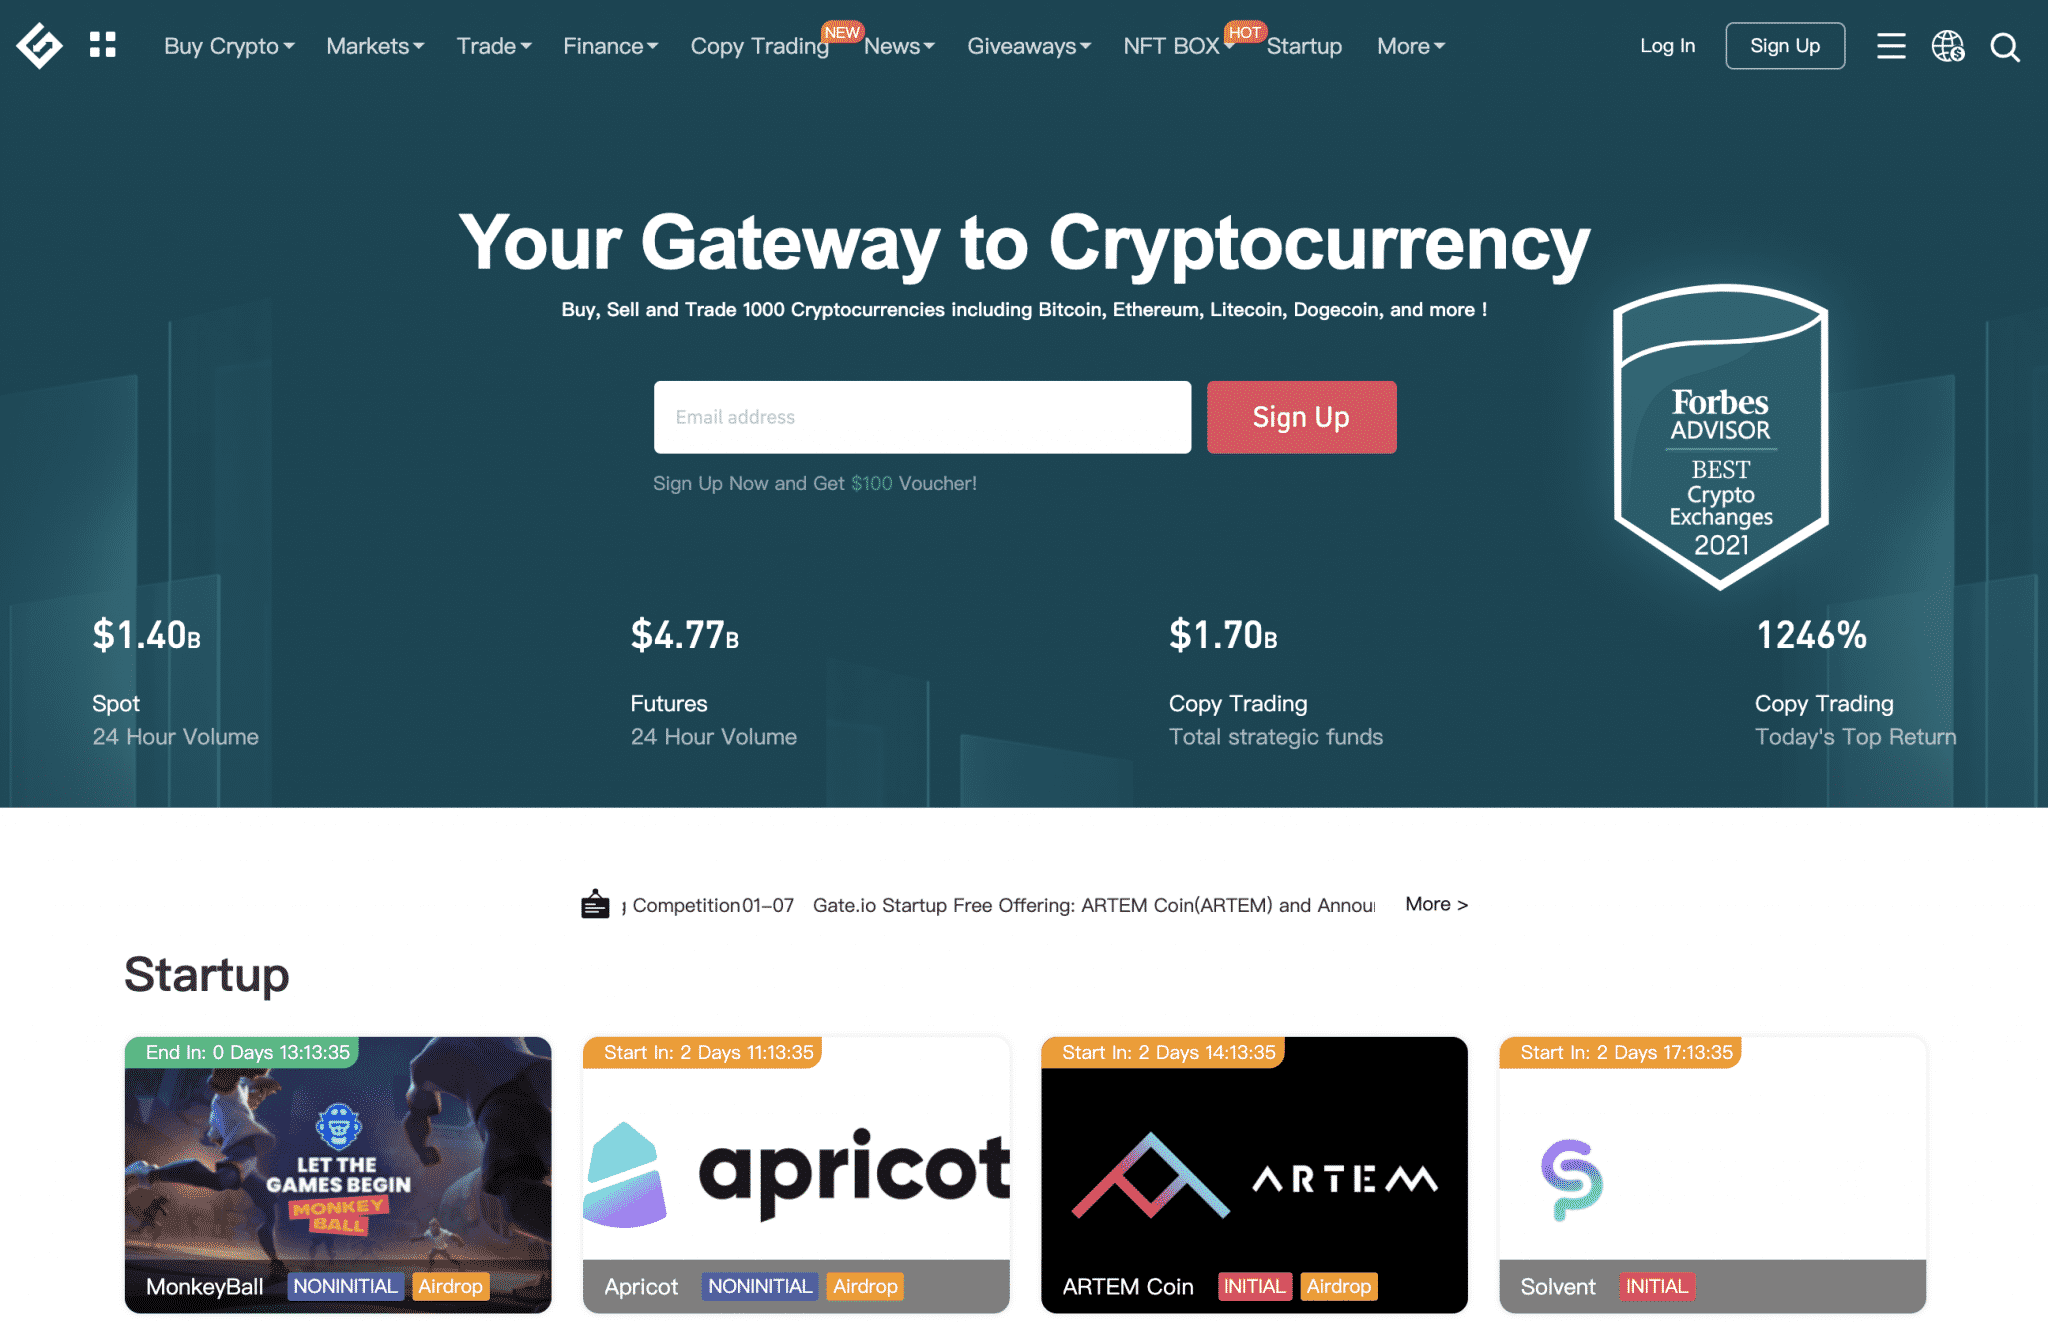 Buy Crypto Markets Trade Finance Copy Trading NEW News Giveaways NFT BOX HOT Startup More Log In Sign Up
Your Gateway to Cryptocurrency
Buy, Sell and Trade 1000 Cryptocurrencies including Bitcoin, Ethereum, Litecoin, Dogecoin, and more !
Email address Sign Up
Sign Up Now and Get $100 Voucher!
Forbes
ADVISOR
BEST
Crypto
Exchanges
2021
$1.40B $4.77B $1.70B 1246%
Spot Futures Copy Trading Copy Trading
24 Hour Volume 24 Hour Volume Total strategic funds Today's Top Return
Competition01-07 Gate.io Startup Free Offering: ARTEM Coin(ARTEM) and More >
Startup
End In: 0 Days 13:13:35 Start In: 2 Days 11:13:35 Start In: 2 Days 14:13:35 Start In: 2 Days 17:13:35
LET THE
GAMES BEGIN
MONKEY
BALL
apricot
ARTEM
MonkeyBall NONINITIAL Airdrop Apricot NONINITIAL Airdrop ARTEM Coin INITIAL Airdrop Solvent INITIAL